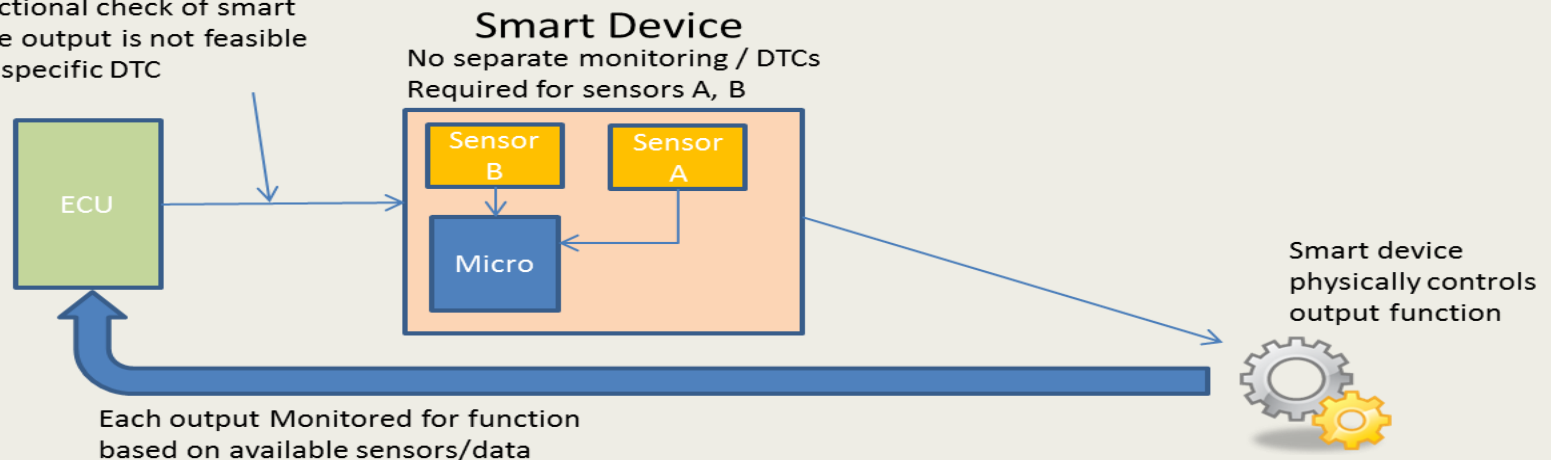 ctional check of smart
e output is not feasible
specific DTC
Smart Device
No separate monitoring / DTCs
Required for sensors A, B
Sensor
B
Sensor
A
ECU
Micro
Smart device
physically controls
output function
Each output Monitored for function
based on available sensors/data